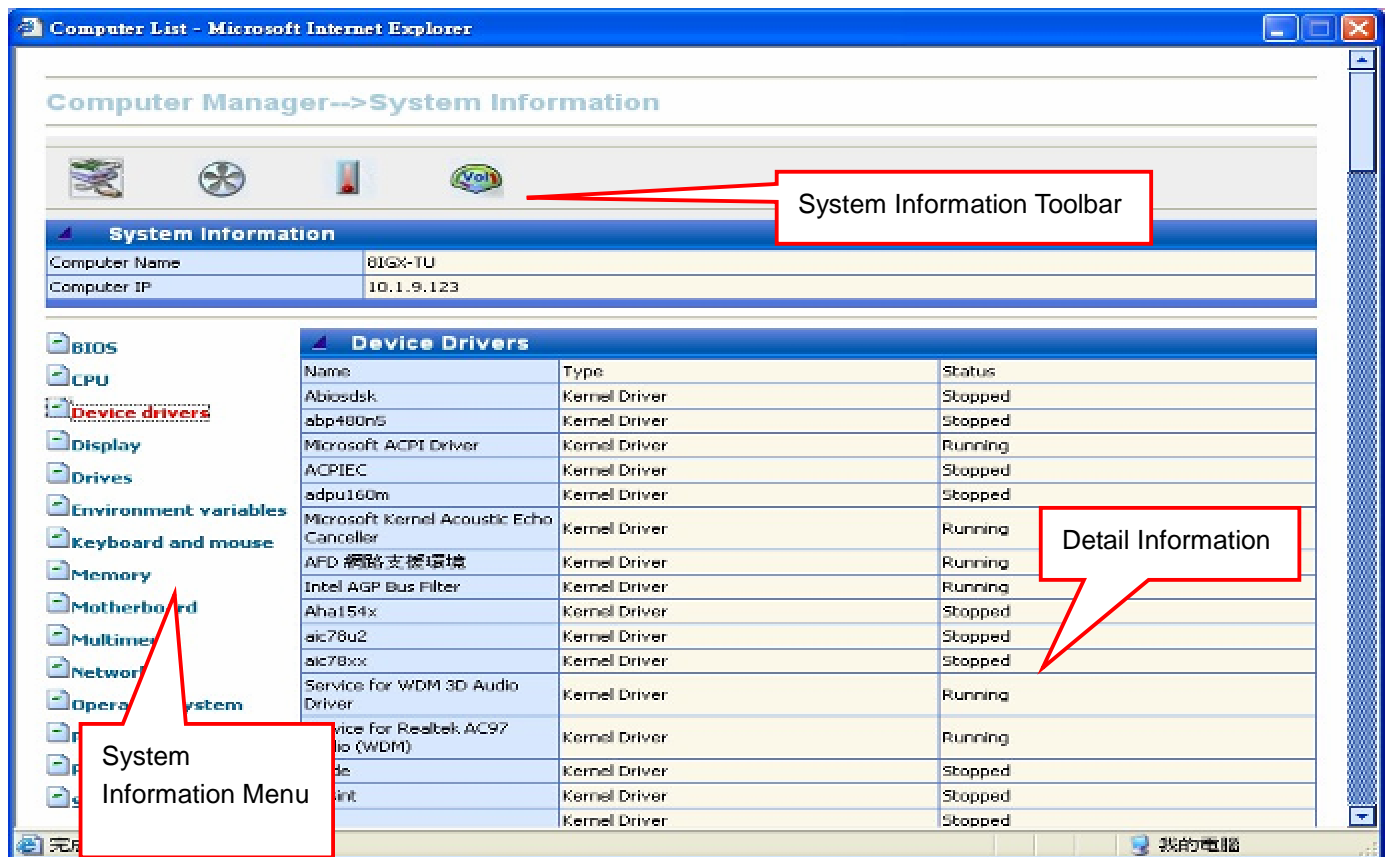 Computer List - Microsoft Internet Explorer
Computer Manager-->System Information
Vol
System Information Toolbar
System Information
Computer Name 8IGX-TU
Computer IP 10.1.9.123
BIOS
CPU
Device drivers
Display
Drives
Environment variables
Keyboard and mouse
Memory
Motherboard
System
Information Menu
Device Drivers
Name Type Status
Abiosdsk Kernel Driver Stopped
abp480n5 Kernel Driver Stopped
Microsoft ACPI Driver Kernel Driver Running
ACPIEC Kernel Driver Stopped
adpu160m Kernel Driver Stopped
Microsoft Kernel Acoustic Echo
Canceller Kernel Driver Running
AFD 網路支援環境 Kernel Driver Running
Intel AGP Bus Filter Kernel Driver Running
Aha154x Kernel Driver Stopped
aic78u2 Kernel Driver Stopped
aic78xx Kernel Driver Stopped
Service for WDM 3D Audio
Driver Kernel Driver Running
for Realtek AC97
(WDM) Kernel Driver Running
Kernel Driver Stopped
Kernel Driver Stopped
Kernel Driver Stopped
Detail Information
我的電腦